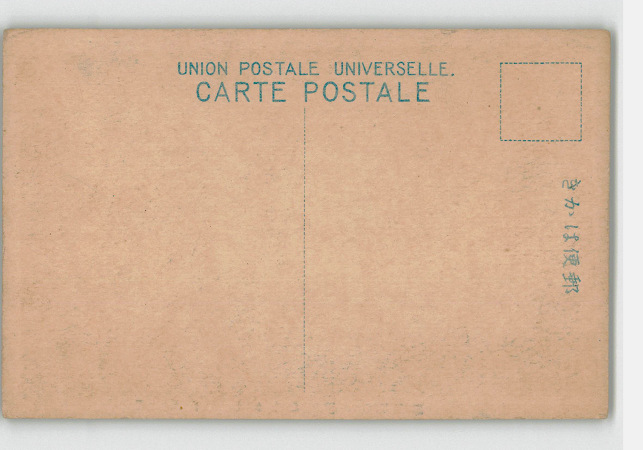 UNION POSTALE UNIVERSELLE.
CARTE POSTALE
郵便はかき